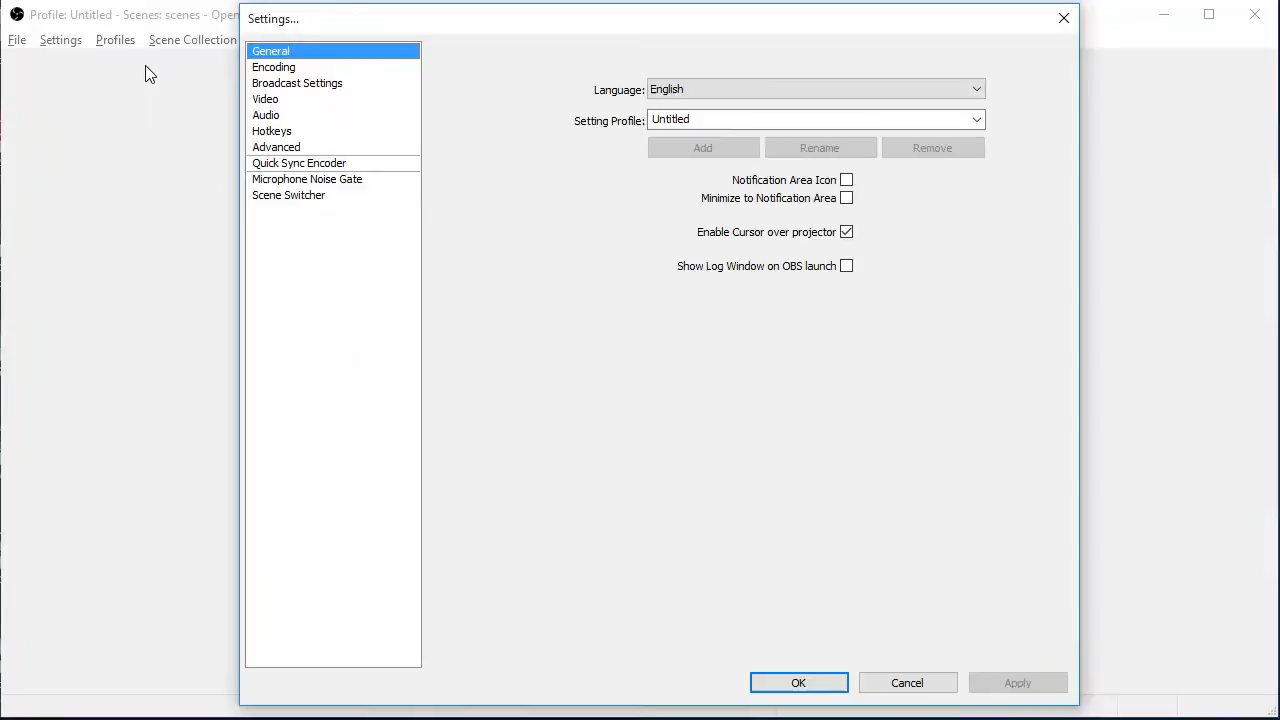 Profile: Untitled - Scenes: scenes - Open
Settings...
File Settings Profiles Scene Collection
General
Encoding
Broadcast Settings
Video
Audio
Hotkeys
Advanced
Quick Sync Encoder
Microphone Noise Gate
Scene Switcher
Language: English
Setting Profile: Untitled
Add Rename Remove
Notification Area Icon
Minimize to Notification Area
Enable Cursor over projector
Show Log Window on OBS launch
OK Cancel Apply